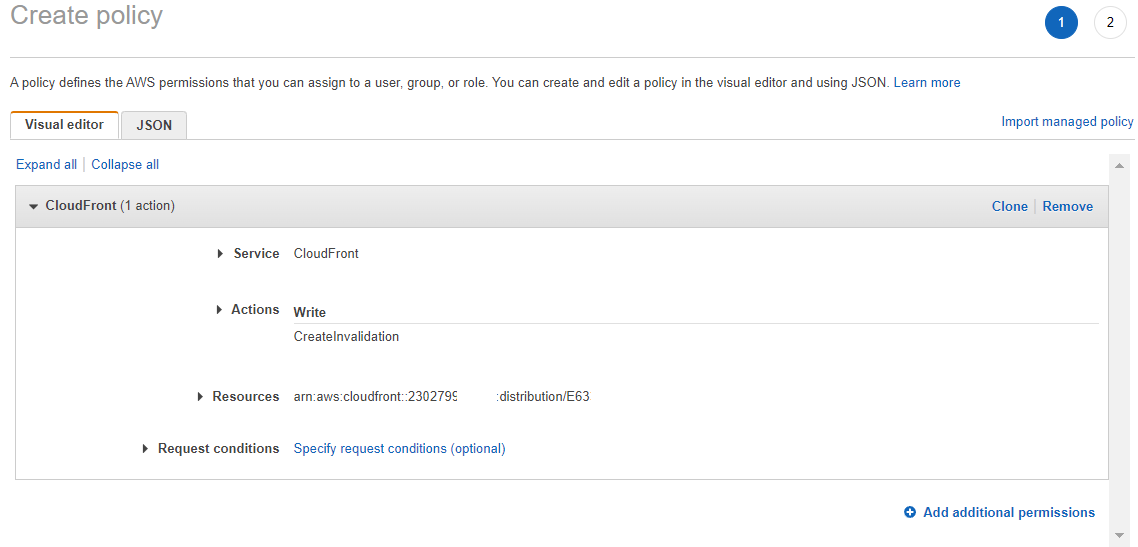 Create policy
1
2
A policy defines the AWS permissions that you can assign to a user, group, or role. You can create and edit a policy in the visual editor and using JSON. Learn more
Visual editor
JSON
Import managed policy
Expand all
Collapse all
CloudFront (1 action)
Clone
Remove
Service
CloudFront
Actions
Write
CreateInvalidation
Resources
arn:aws:cloudfront::2302799 :distribution/E63
Request conditions
Specify request conditions (optional)
Add additional permissions